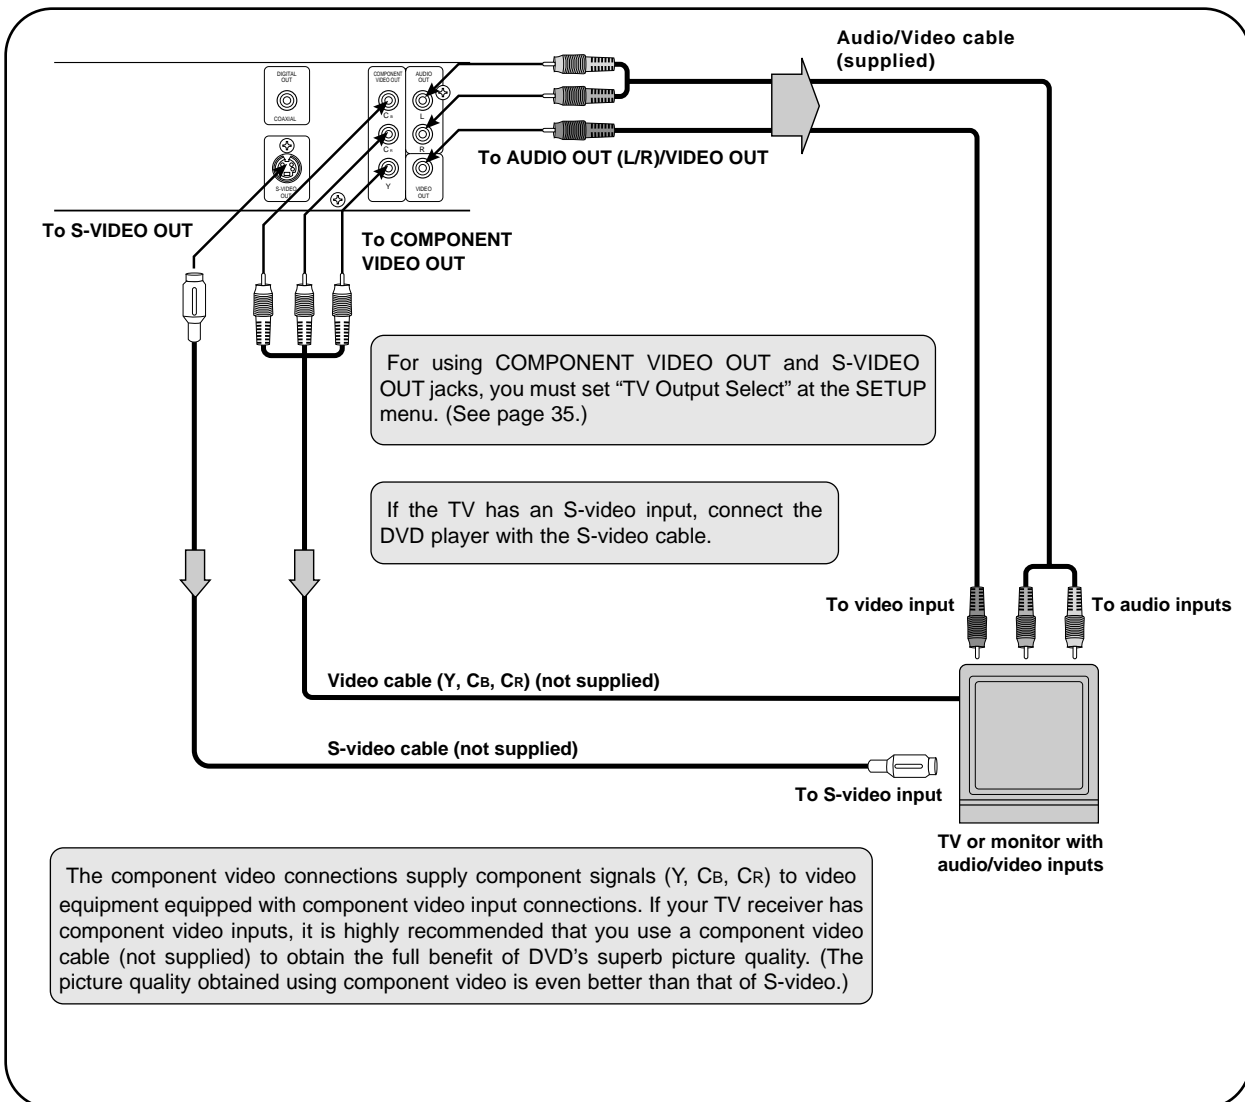 Audio/Video cable
(supplied)
DIGITAL
OUT
COAXIAL
COMPONENT
VIDEO OUT
AUDIO
OUT
CR
L
CR
R
Y
VIDEO
OUT
S-VIDEO
OUT
To AUDIO OUT (L/R)/VIDEO OUT
To S-VIDEO OUT
To COMPONENT
VIDEO OUT
For using COMPONENT VIDEO OUT and S-VIDEO
OUT jacks, you must set “TV Output Select” at the SETUP
menu. (See page 35.)
If the TV has an S-video input, connect the
DVD player with the S-video cable.
To video input
To audio inputs
Video cable (Y, CB, CR) (not supplied)
S-video cable (not supplied)
To S-video input
TV or monitor with
audio/video inputs
The component video connections supply component signals (Y, CB, CR) to video
equipment equipped with component video input connections. If your TV receiver has
component video inputs, it is highly recommended that you use a component video
cable (not supplied) to obtain the full benefit of DVD’s superb picture quality. (The
picture quality obtained using component video is even better than that of S-video.)